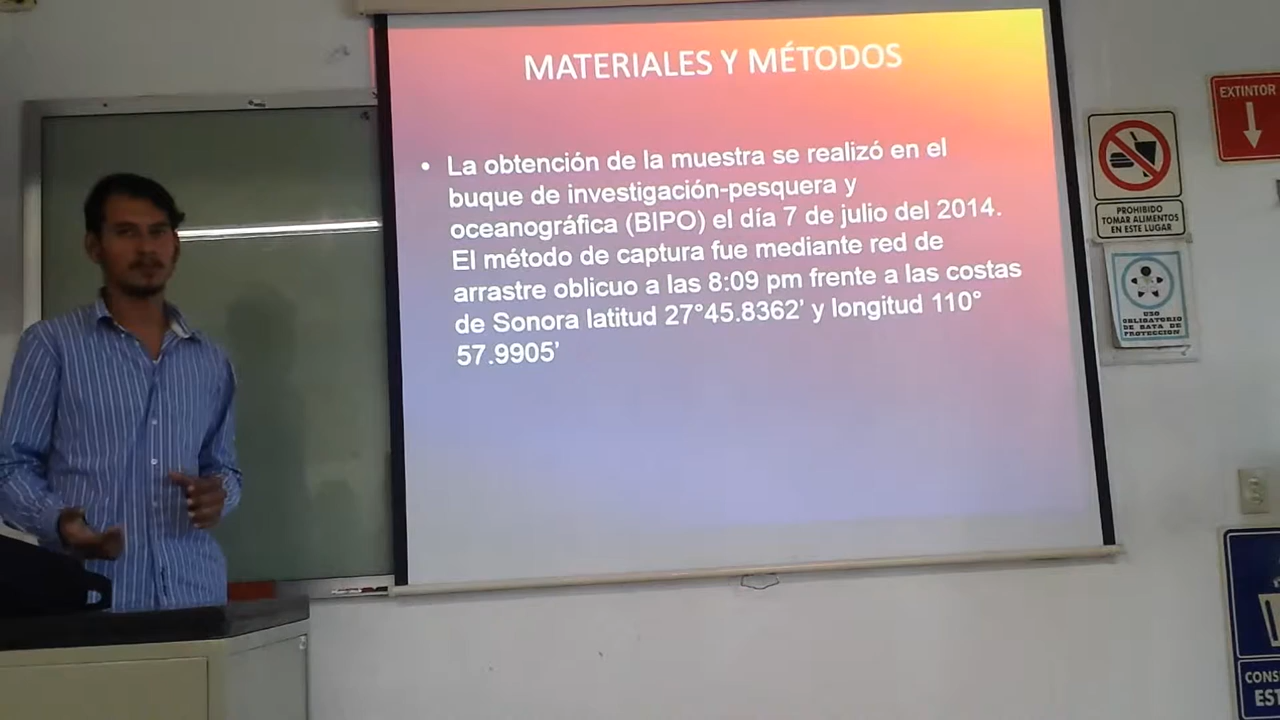 MATERIALES Y MÉTODOS
• La obtención de la muestra se realizó en el
buque de investigación-pesquera y
oceanográfica (BIPO) el día 7 de julio del 2014.
El método de captura fue mediante red de
arrastre oblicuo a las 8:09 pm frente a las costas
de Sonora latitud 27°45.8362’ y longitud 110°
57.9905’
EXTINTOR
PROHIBIDO
TOMAR ALIMENTOS
EN ESTE LUGAR
USO
OBLIGATORIO
DE BATA DE
PROTECCION
CONS
EST